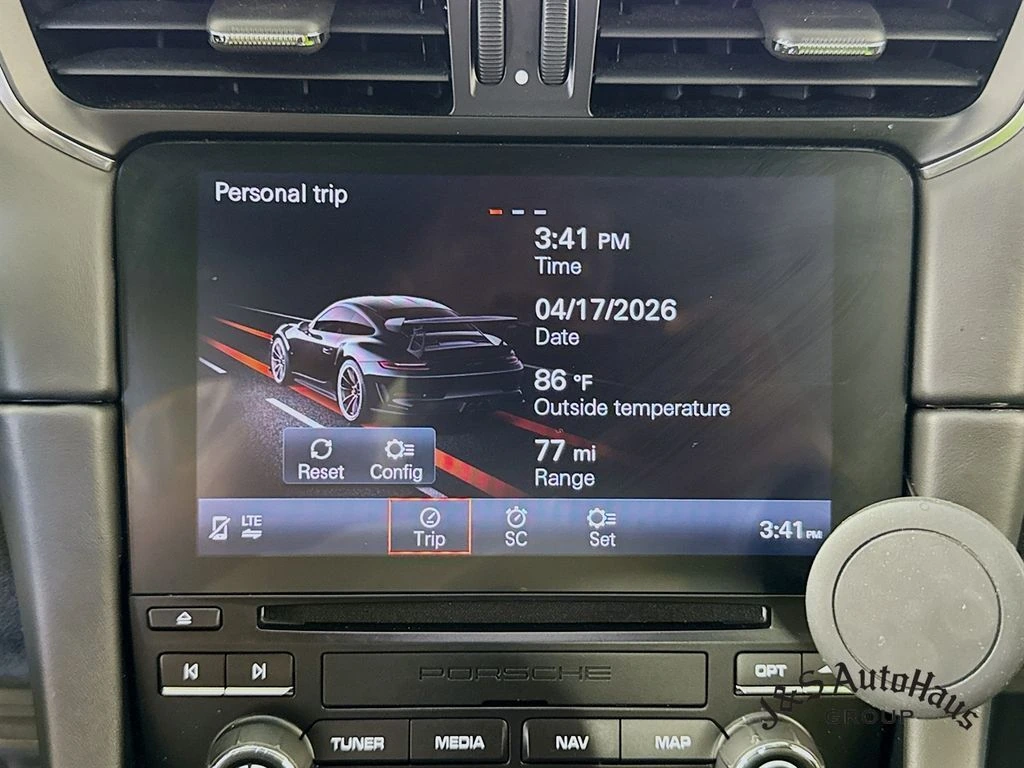 Personal trip
3:41 PM
Time
04/17/2026
Date
86 °F
Outside temperature
77 mi
Range
Reset Config
LTE
Trip SC Set 3:41 PM
PORSCHE
OPT
TUNER MEDIA NAV MAP
J&S AutoHaus
GROUP